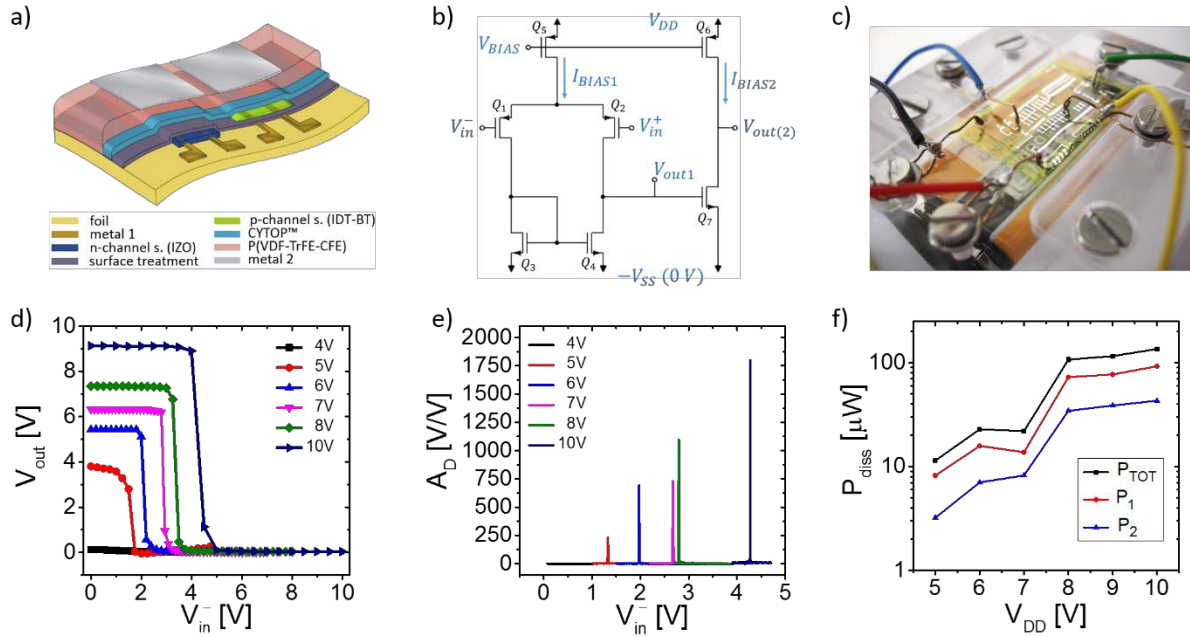 a)
foil
metal 1
n-channel s. (IZO)
surface treatment
p-channel s. (IDT-BT)
CYTOP™
P(VDF-TrFE-CFE)
metal 2
b)
Q5
VDD
Q6
VBIAS
IBIAS1
IBIAS2
Q1
Q2
Vin−
Vin+
Vout(2)
Vout1
Q7
Q3
Q4
−VSS (0 V)
c)
d)
Vout [V]
10
8
6
4
2
0
4V
5V
6V
7V
8V
10V
0 2 4 6 8 10
Vin− [V]
e)
AD [V/V]
2000
1750
1500
1250
1000
750
500
250
0
4V
5V
6V
7V
8V
10V
0 1 2 3 4 5
Vin− [V]
f)
Pdiss [µW]
100
10
1
PTOT
P1
P2
5 6 7 8 9 10
VDD [V]